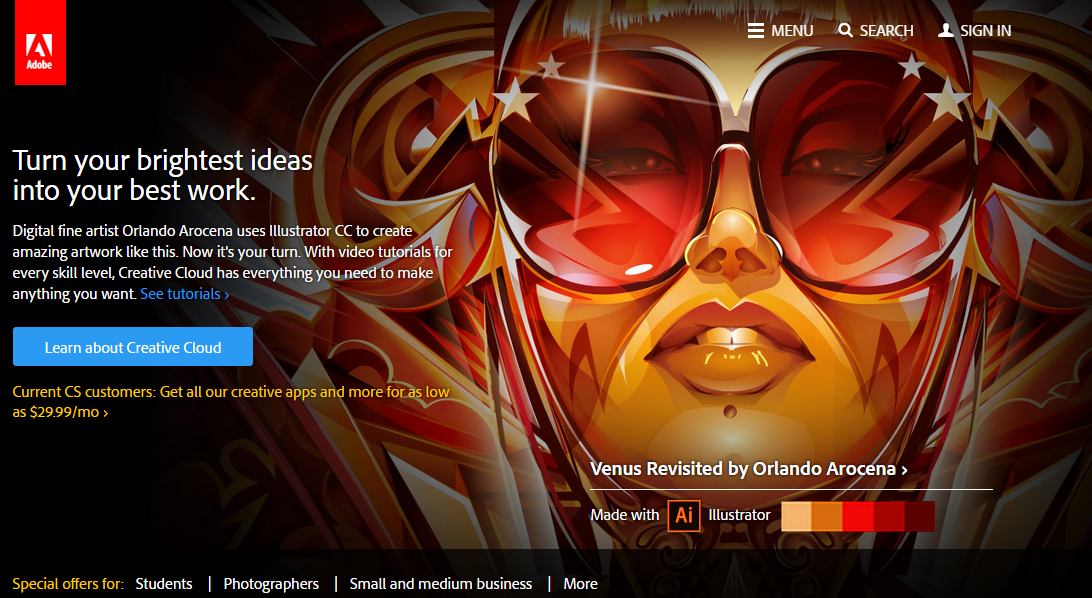 Adobe
MENU
SEARCH
SIGN IN
Turn your brightest ideas
into your best work.
Digital fine artist Orlando Arocena uses Illustrator CC to create
amazing artwork like this. Now it's your turn. With video tutorials for
every skill level, Creative Cloud has everything you need to make
anything you want. See tutorials ›
Learn about Creative Cloud
Current CS customers: Get all our creative apps and more for as low
as $29.99/mo ›
Venus Revisited by Orlando Arocena ›
Made with Ai Illustrator
Special offers for: Students | Photographers | Small and medium business | More